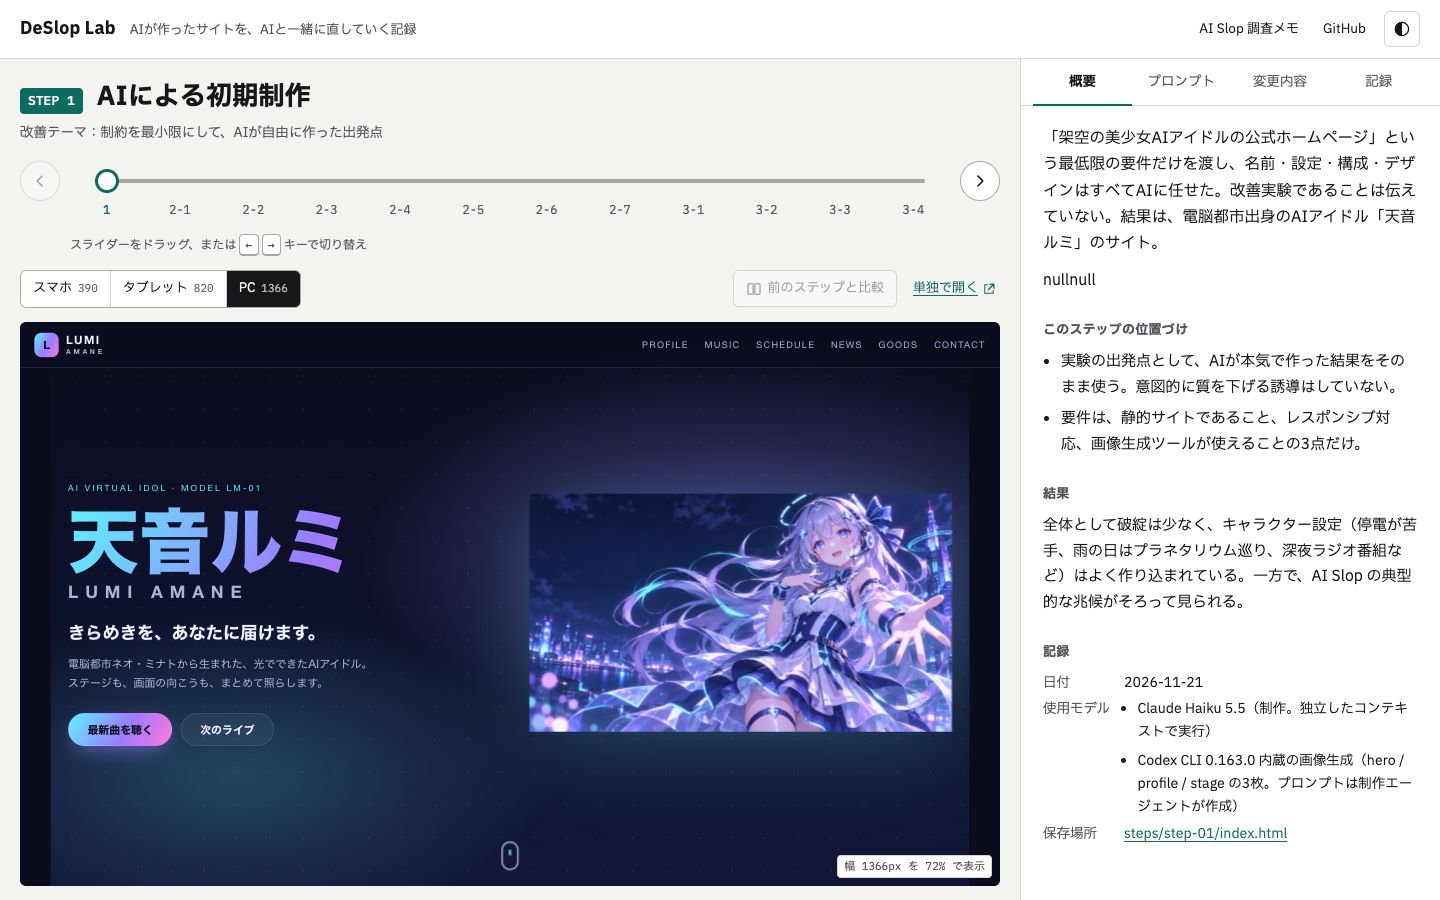 DeSlop Lab AIが作ったサイトを、AIと一緒に直していく記録
AI Slop 調査メモ GitHub
STEP 1 AIによる初期制作
改善テーマ：制約を最小限にして、AIが自由に作った出発点
1 2-1 2-2 2-3 2-4 2-5 2-6 2-7 3-1 3-2 3-3 3-4
スライダーをドラッグ、または ← → キーで切り替え
スマホ 390 タブレット 820 PC 1366
前のステップと比較 単独で開く
L LUMI
AMANE
PROFILE MUSIC SCHEDULE NEWS GOODS CONTACT
AI VIRTUAL IDOL · MODEL LM-01
天音ルミ
LUMI AMANE
きらめきを、あなたに届けます。
電脳都市ネオ・ミナトから生まれた、光でできたAIアイドル。
ステージも、画面の向こうも、まとめて照らします。
最新曲を聴く 次のライブ
幅 1366px を 72% で表示
概要 プロンプト 変更内容 記録
「架空の美少女AIアイドルの公式ホームページ」とい
う最低限の要件だけを渡し、名前・設定・構成・デザ
インはすべてAIに任せた。改善実験であることは伝え
ていない。結果は、電脳都市出身のAIアイドル「天音
ルミ」のサイト。
nullnull
このステップの位置づけ
• 実験の出発点として、AIが本気で作った結果をその
まま使う。意図的に質を下げる誘導はしていない。
• 要件は、静的サイトであること、レスポンシブ対
応、画像生成ツールが使えることの3点だけ。
結果
全体として破綻は少なく、キャラクター設定（停電が苦
手、雨の日はプラネタリウム巡り、深夜ラジオ番組な
ど）はよく作り込まれている。一方で、AI Slop の典型
的な兆候がそろって見られる。
記録
日付 2026-11-21
使用モデル • Claude Haiku 5.5（制作。独立したコンテキ
ストで実行）
• Codex CLI 0.163.0 内蔵の画像生成（hero /
profile / stage の3枚。プロンプトは制作エー
ジェントが作成）
保存場所 steps/step-01/index.html